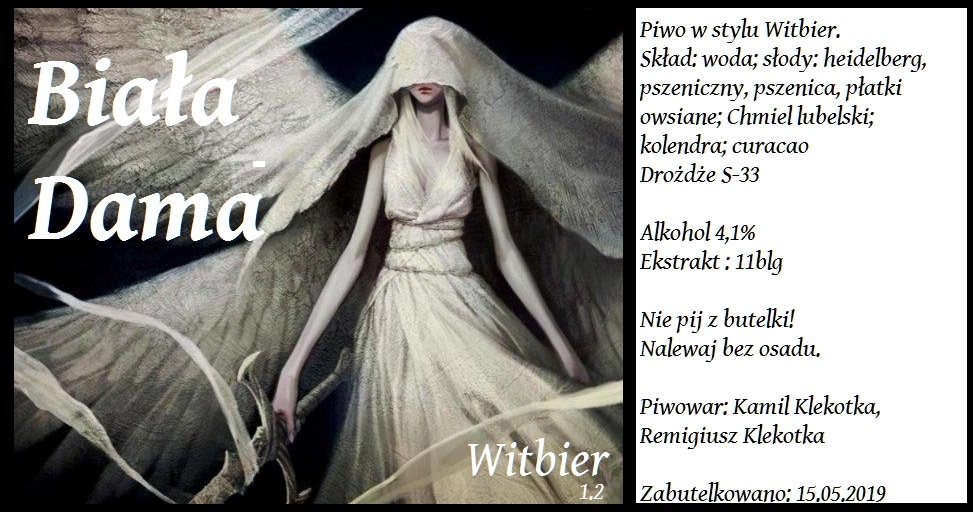 Biała
Dama
Witbier
1.2
Piwo w stylu Witbier.
Skład: woda; słody: heidelberg,
pszeniczny, pszenica, płatki
owsiane; Chmiel lubelski;
kolendra; curacao
Drożdże S-33
Alkohol 4,1%
Ekstrakt : 11blg
Nie pij z butelki!
Nalewaj bez osadu.
Piwowar: Kamil Klekotka,
Remigiusz Klekotka
Zabutelkowano: 15.05.2019